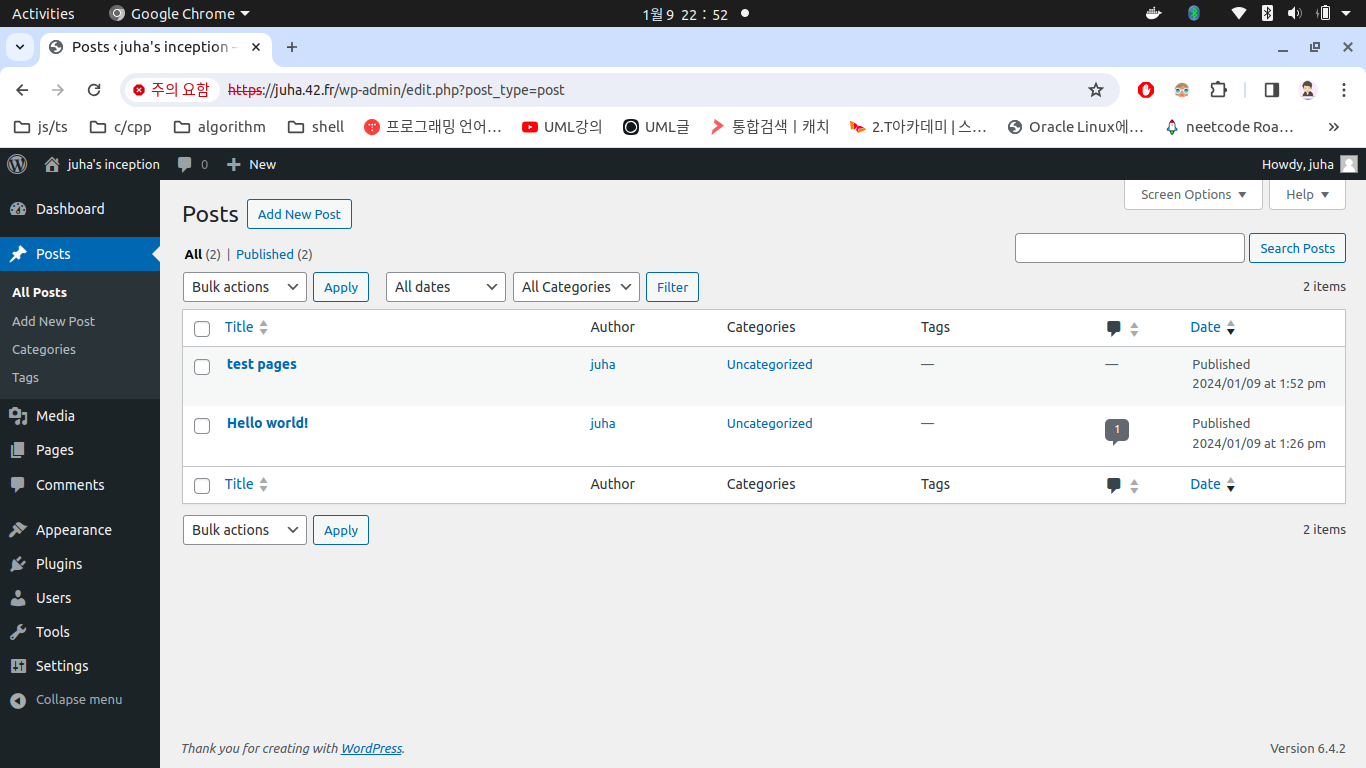 Activities Google Chrome 1월 9 22 : 52
Posts ‹ juha's inception –
주의 요함 https://juha.42.fr/wp-admin/edit.php?post_type=post
js/ts c/cpp algorithm shell 프로그래밍 언어… UML강의 UML글 통합검색 | 캐치 2.T아카데미 | 스… Oracle Linux에… neetcode Roa… »
juha's inception 0 New Howdy, juha
Screen Options Help
Dashboard
Posts
All Posts
Add New Post
Categories
Tags
Media
Pages
Comments
Appearance
Plugins
Users
Tools
Settings
Collapse menu
Posts Add New Post
All (2) | Published (2) Search Posts
Bulk actions Apply All dates All Categories Filter 2 items
Title Author Categories Tags Date
test pages juha Uncategorized — — Published
2024/01/09 at 1:52 pm
Hello world! juha Uncategorized — 1 Published
2024/01/09 at 1:26 pm
Title Author Categories Tags Date
Bulk actions Apply 2 items
Thank you for creating with WordPress. Version 6.4.2